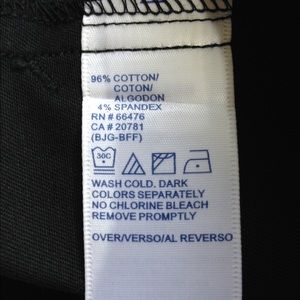 96% COTTON/
COTON/
ALGODON
4% SPANDEX
RN # 66476
CA # 20781
(BJG-BFF)
30C
WASH COLD. DARK
COLORS SEPARATELY
NO CHLORINE BLEACH
REMOVE PROMPTLY
OVER/VERSO/AL REVERSO